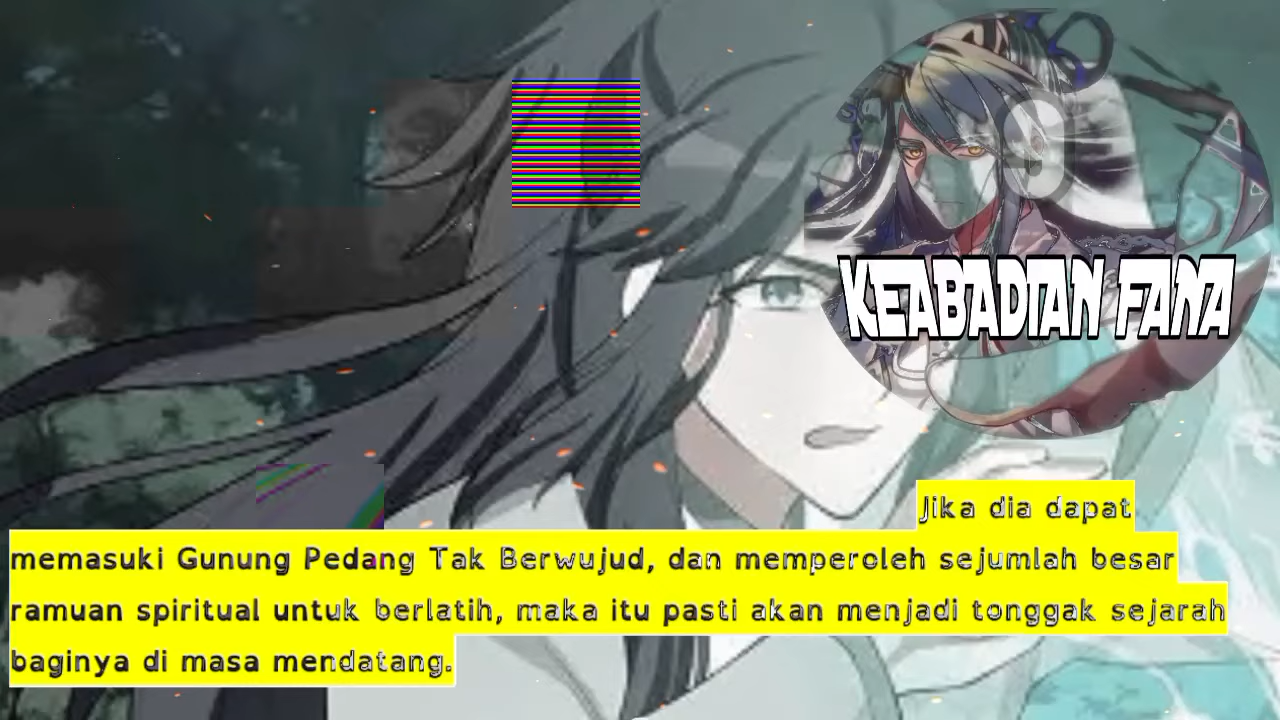 KEABADIAN FANA
Jika dia dapat
memasuki Gunung Pedang Tak Berwujud, dan memperoleh sejumlah besar
ramuan spiritual untuk berlatih, maka itu pasti akan menjadi tonggak sejarah
baginya di masa mendatang.